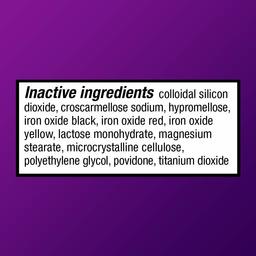 Inactive ingredients colloidal silicon
dioxide, croscarmellose sodium, hypromellose,
iron oxide black, iron oxide red, iron oxide
yellow, lactose monohydrate, magnesium
stearate, microcrystalline cellulose,
polyethylene glycol, povidone, titanium dioxide